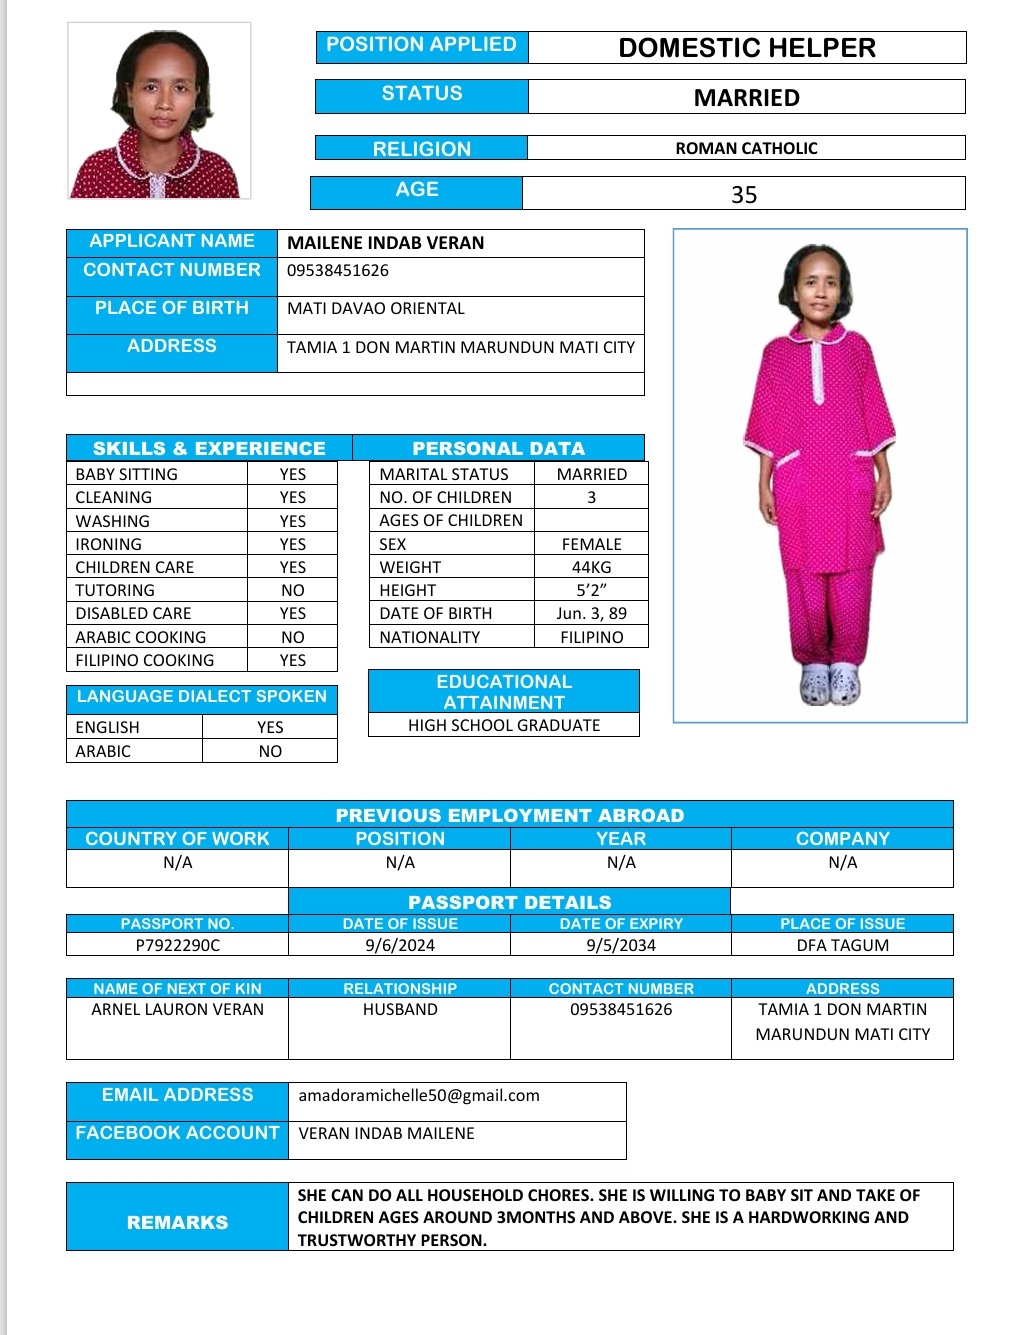 POSITION APPLIED DOMESTIC HELPER
STATUS MARRIED
RELIGION ROMAN CATHOLIC
AGE 35
APPLICANT NAME MAILENE INDAB VERAN
CONTACT NUMBER 09538451626
PLACE OF BIRTH MATI DAVAO ORIENTAL
ADDRESS TAMIA 1 DON MARTIN MARUNDUN MATI CITY
SKILLS & EXPERIENCE
BABY SITTING YES
CLEANING YES
WASHING YES
IRONING YES
CHILDREN CARE YES
TUTORING NO
DISABLED CARE YES
ARABIC COOKING NO
FILIPINO COOKING YES
LANGUAGE DIALECT SPOKEN
ENGLISH YES
ARABIC NO
PERSONAL DATA
MARITAL STATUS MARRIED
NO. OF CHILDREN 3
AGES OF CHILDREN
SEX FEMALE
WEIGHT 44KG
HEIGHT 5’2”
DATE OF BIRTH Jun. 3, 89
NATIONALITY FILIPINO
EDUCATIONAL
ATTAINMENT
HIGH SCHOOL GRADUATE
PREVIOUS EMPLOYMENT ABROAD
COUNTRY OF WORK POSITION YEAR COMPANY
N/A N/A N/A N/A
PASSPORT DETAILS
PASSPORT NO. DATE OF ISSUE DATE OF EXPIRY PLACE OF ISSUE
P7922290C 9/6/2024 9/5/2034 DFA TAGUM
NAME OF NEXT OF KIN RELATIONSHIP CONTACT NUMBER ADDRESS
ARNEL LAURON VERAN HUSBAND 09538451626 TAMIA 1 DON MARTIN
MARUNDUN MATI CITY
EMAIL ADDRESS amadoramichelle50@gmail.com
FACEBOOK ACCOUNT VERAN INDAB MAILENE
REMARKS
SHE CAN DO ALL HOUSEHOLD CHORES. SHE IS WILLING TO BABY SIT AND TAKE OF
CHILDREN AGES AROUND 3MONTHS AND ABOVE. SHE IS A HARDWORKING AND
TRUSTWORTHY PERSON.